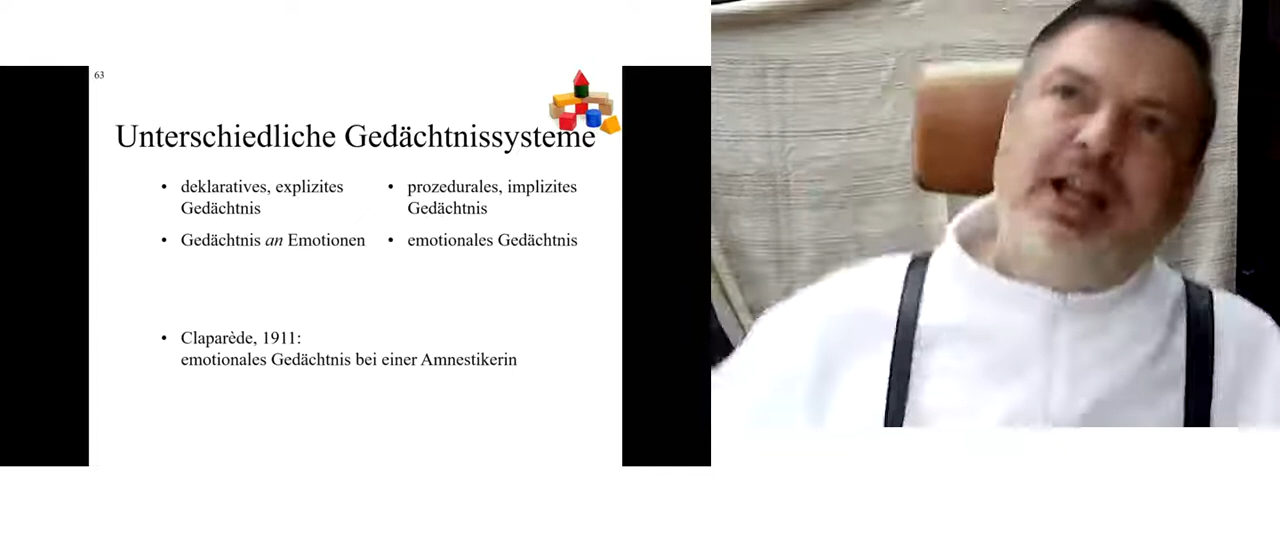 63
Unterschiedliche Gedächtnissysteme
• deklaratives, explizites
Gedächtnis
• Gedächtnis an Emotionen
• prozedurales, implizites
Gedächtnis
• emotionales Gedächtnis
• Claparède, 1911:
emotionales Gedächtnis bei einer Amnestikerin